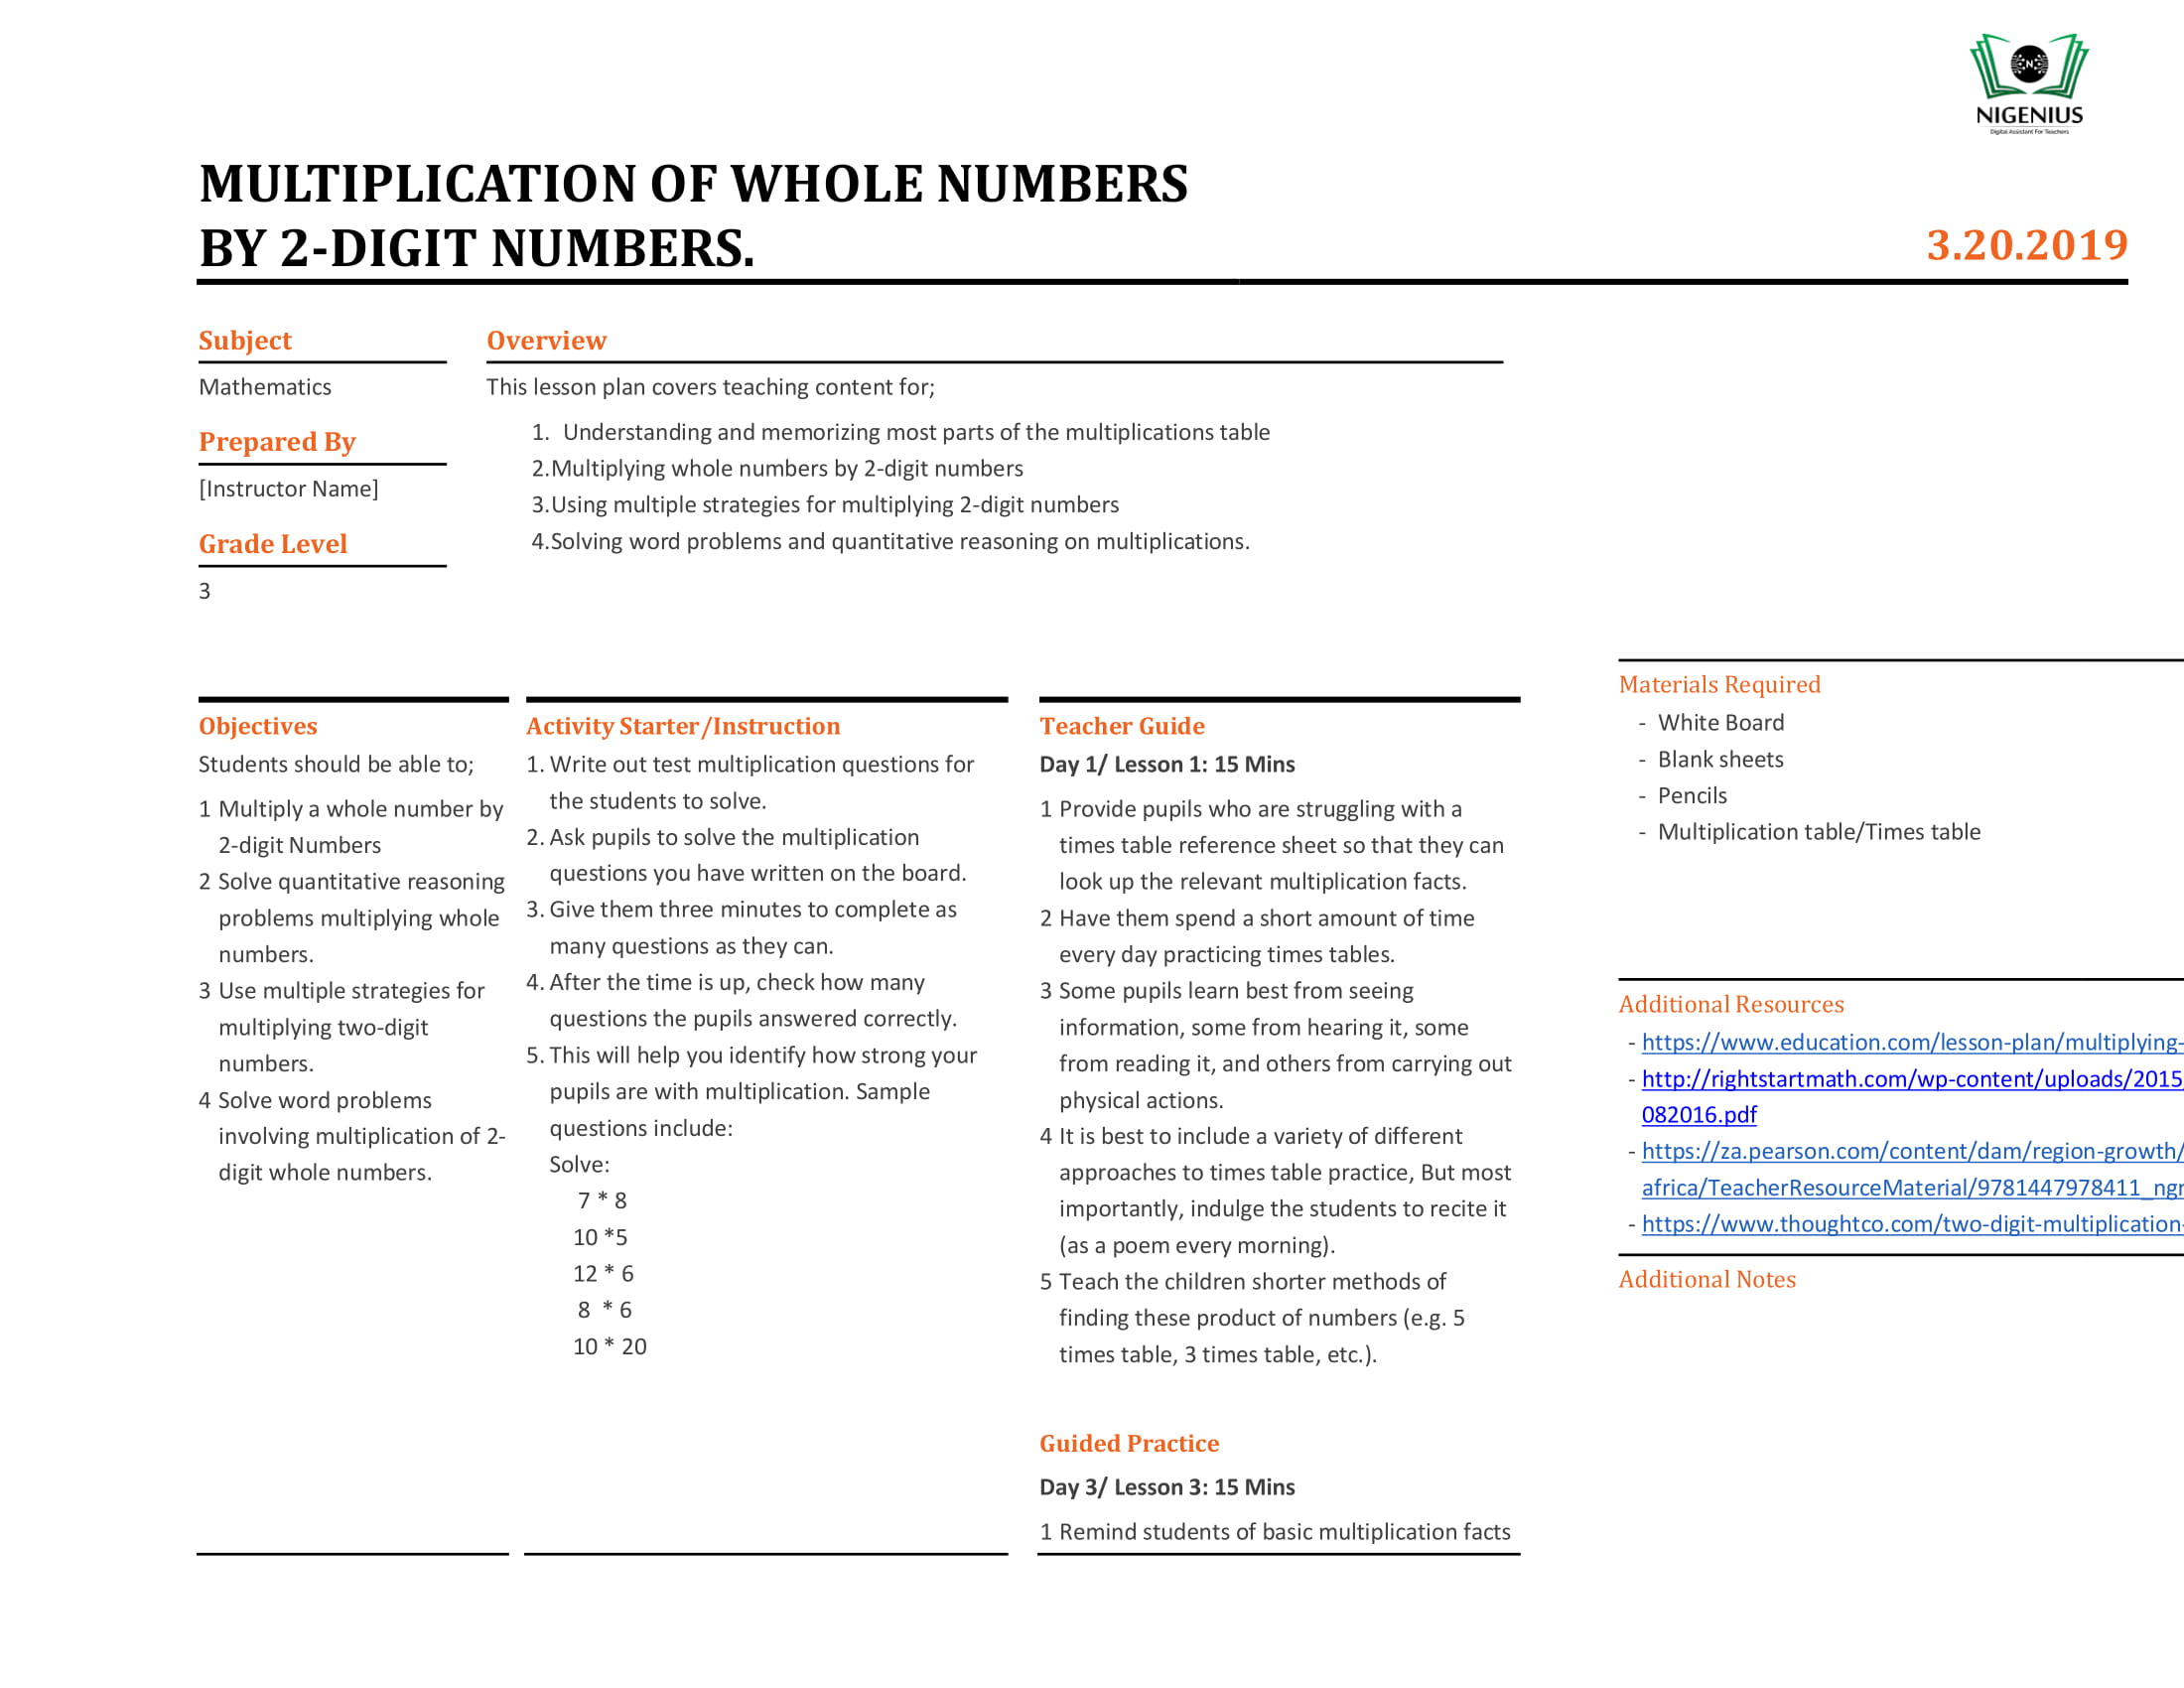 NIGENIUS
Digital Assistant For Teachers
MULTIPLICATION OF WHOLE NUMBERS
BY 2-DIGIT NUMBERS.
3.20.2019
Subject
Mathematics
Prepared By
[Instructor Name]
Grade Level
3
Overview
This lesson plan covers teaching content for;
1. Understanding and memorizing most parts of the multiplications table
2.Multiplying whole numbers by 2-digit numbers
3.Using multiple strategies for multiplying 2-digit numbers
4.Solving word problems and quantitative reasoning on multiplications.
Objectives
Students should be able to;
1 Multiply a whole number by
2-digit Numbers
2 Solve quantitative reasoning
problems multiplying whole
numbers.
3 Use multiple strategies for
multiplying two-digit
numbers.
4 Solve word problems
involving multiplication of 2-
digit whole numbers.
Activity Starter/Instruction
1. Write out test multiplication questions for
the students to solve.
2. Ask pupils to solve the multiplication
questions you have written on the board.
3. Give them three minutes to complete as
many questions as they can.
4. After the time is up, check how many
questions the pupils answered correctly.
5. This will help you identify how strong your
pupils are with multiplication. Sample
questions include:
Solve:
7 * 8
10 *5
12 * 6
8 * 6
10 * 20
Teacher Guide
Day 1/ Lesson 1: 15 Mins
1 Provide pupils who are struggling with a
times table reference sheet so that they can
look up the relevant multiplication facts.
2 Have them spend a short amount of time
every day practicing times tables.
3 Some pupils learn best from seeing
information, some from hearing it, some
from reading it, and others from carrying out
physical actions.
4 It is best to include a variety of different
approaches to times table practice, But most
importantly, indulge the students to recite it
(as a poem every morning).
5 Teach the children shorter methods of
finding these product of numbers (e.g. 5
times table, 3 times table, etc.).
Guided Practice
Day 3/ Lesson 3: 15 Mins
1 Remind students of basic multiplication facts
Materials Required
- White Board
- Blank sheets
- Pencils
- Multiplication table/Times table
Additional Resources
- https://www.education.com/lesson-plan/multiplying-
- http://rightstartmath.com/wp-content/uploads/2015
082016.pdf
- https://za.pearson.com/content/dam/region-growth/
africa/TeacherResourceMaterial/9781447978411_ngr
- https://www.thoughtco.com/two-digit-multiplication-
Additional Notes